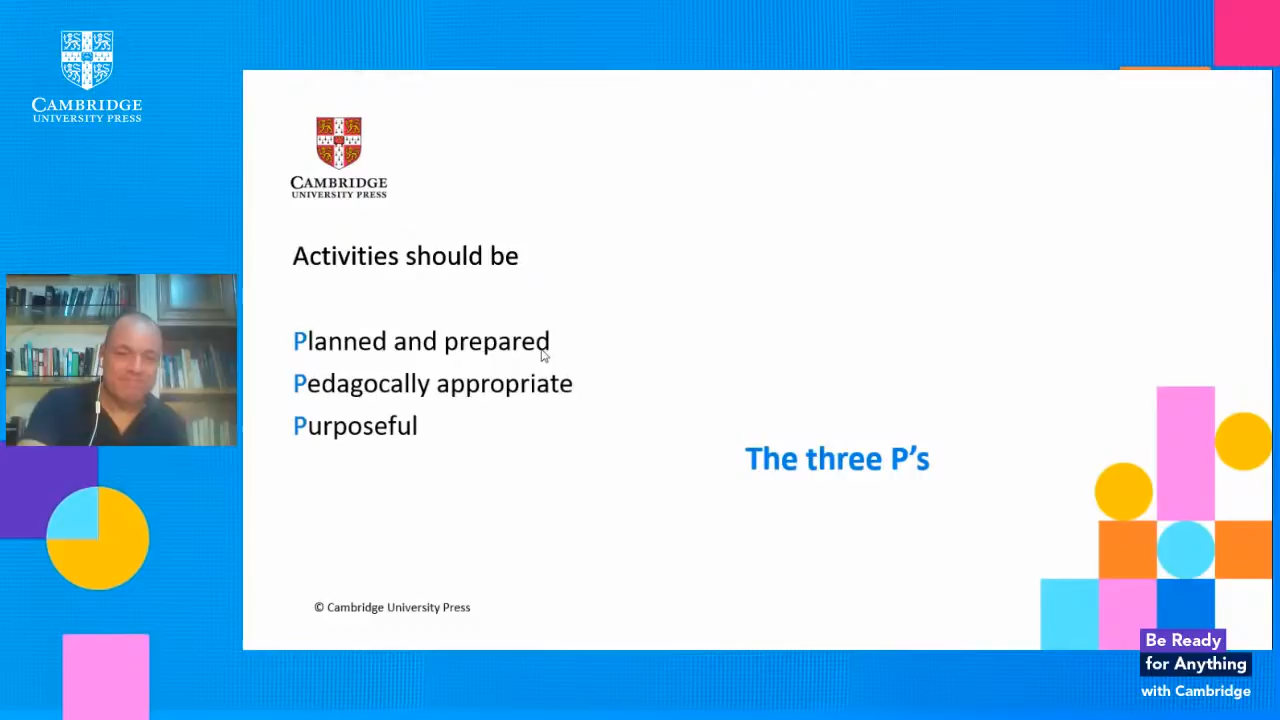 CAMBRIDGE
UNIVERSITY PRESS
CAMBRIDGE
UNIVERSITY PRESS
Activities should be
Planned and prepared
Pedagocally appropriate
Purposeful
The three P’s
© Cambridge University Press
Be Ready
for Anything
with Cambridge